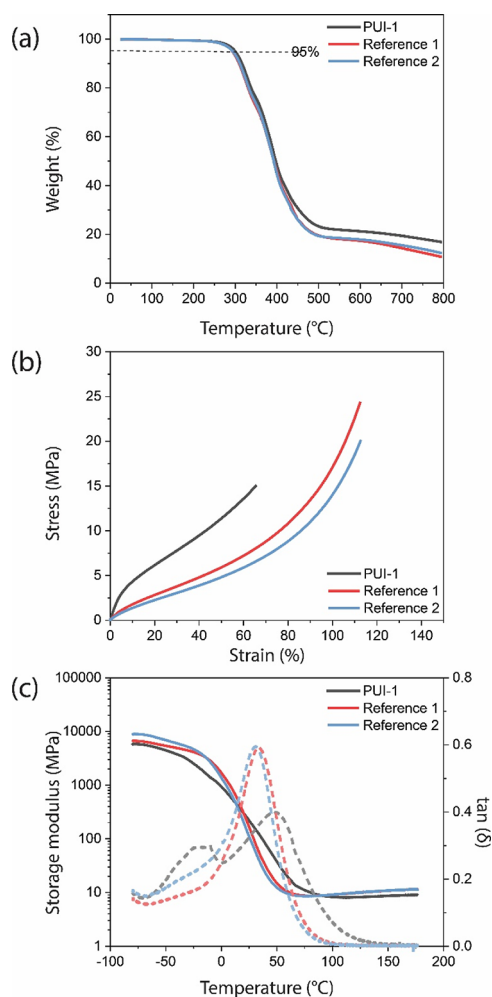 (a)
100
80
60
40
20
0
Weight (%)
PUI-1
Reference 1
Reference 2
95%
0 100 200 300 400 500 600 700 800
Temperature (°C)
(b)
30
25
20
15
10
5
0
Stress (MPa)
PUI-1
Reference 1
Reference 2
0 20 40 60 80 100 120 140
Strain (%)
(c)
100000
10000
1000
100
10
1
Storage modulus (MPa)
PUI-1
Reference 1
Reference 2
0.8
0.6
0.4
0.2
0.0
tan (δ)
-100 -50 0 50 100 150 200
Temperature (°C)